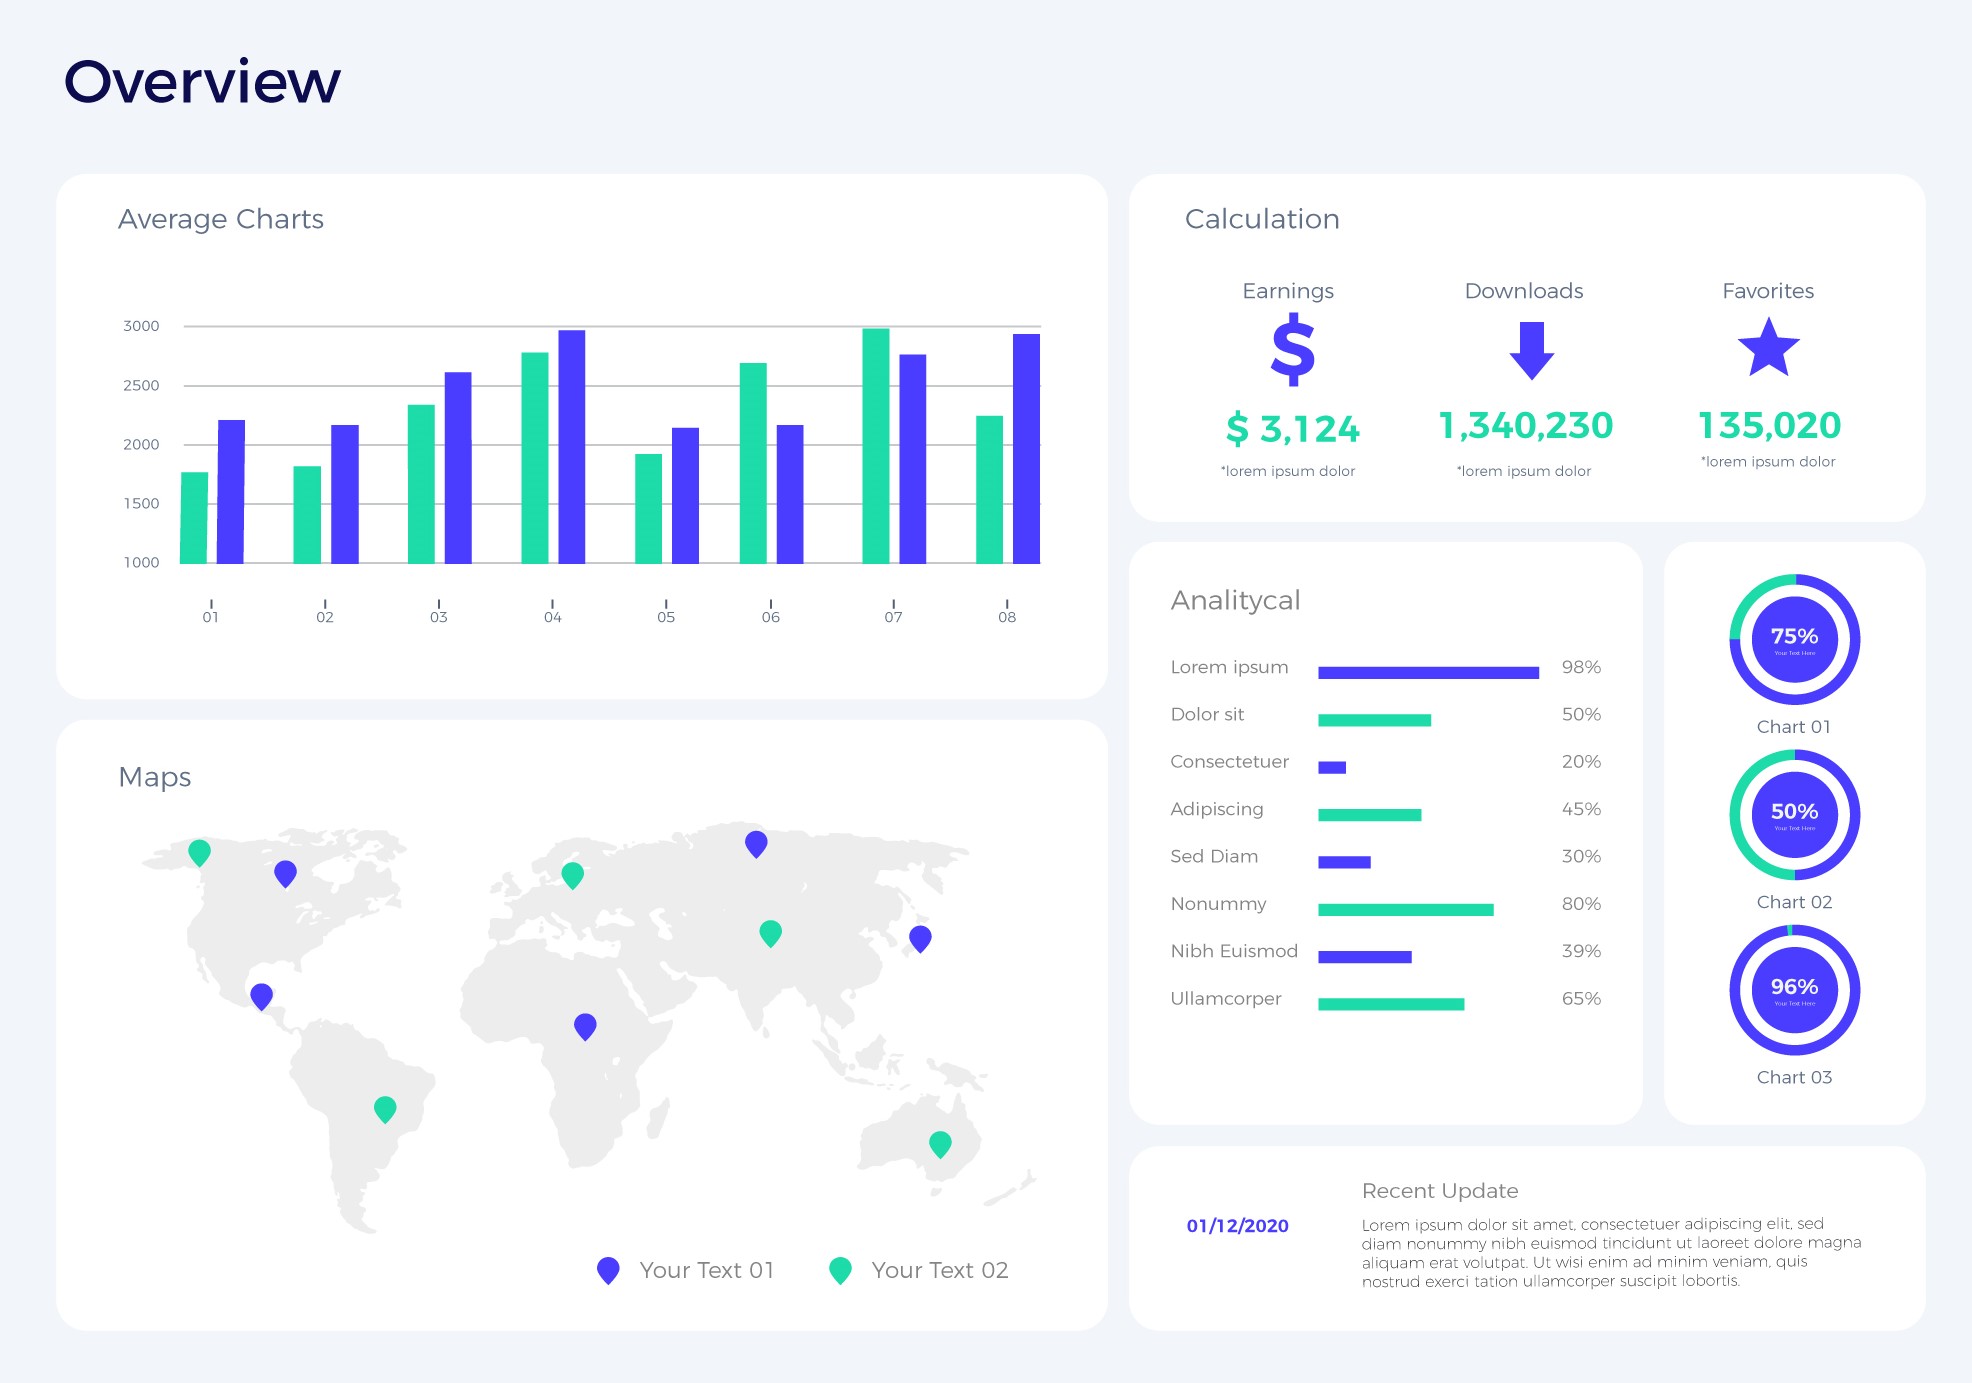 Overview
Average Charts
3000
2500
2000
1500
1000
01 02 03 04 05 06 07 08
Maps
Your Text 01 Your Text 02
Calculation
Earnings Downloads Favorites
$
$ 3,124 1,340,230 135,020
*lorem ipsum dolor *lorem ipsum dolor *lorem ipsum dolor
Analitycal
Lorem ipsum 98%
Dolor sit 50%
Consectetuer 20%
Adipiscing 45%
Sed Diam 30%
Nonummy 80%
Nibh Euismod 39%
Ullamcorper 65%
75%
Your Text Here
Chart 01
50%
Your Text Here
Chart 02
96%
Your Text Here
Chart 03
01/12/2020
Recent Update
Lorem ipsum dolor sit amet, consectetuer adipiscing elit, sed
diam nonummy nibh euismod tincidunt ut laoreet dolore magna
aliquam erat volutpat. Ut wisi enim ad minim veniam, quis
nostrud exerci tation ullamcorper suscipit lobortis.